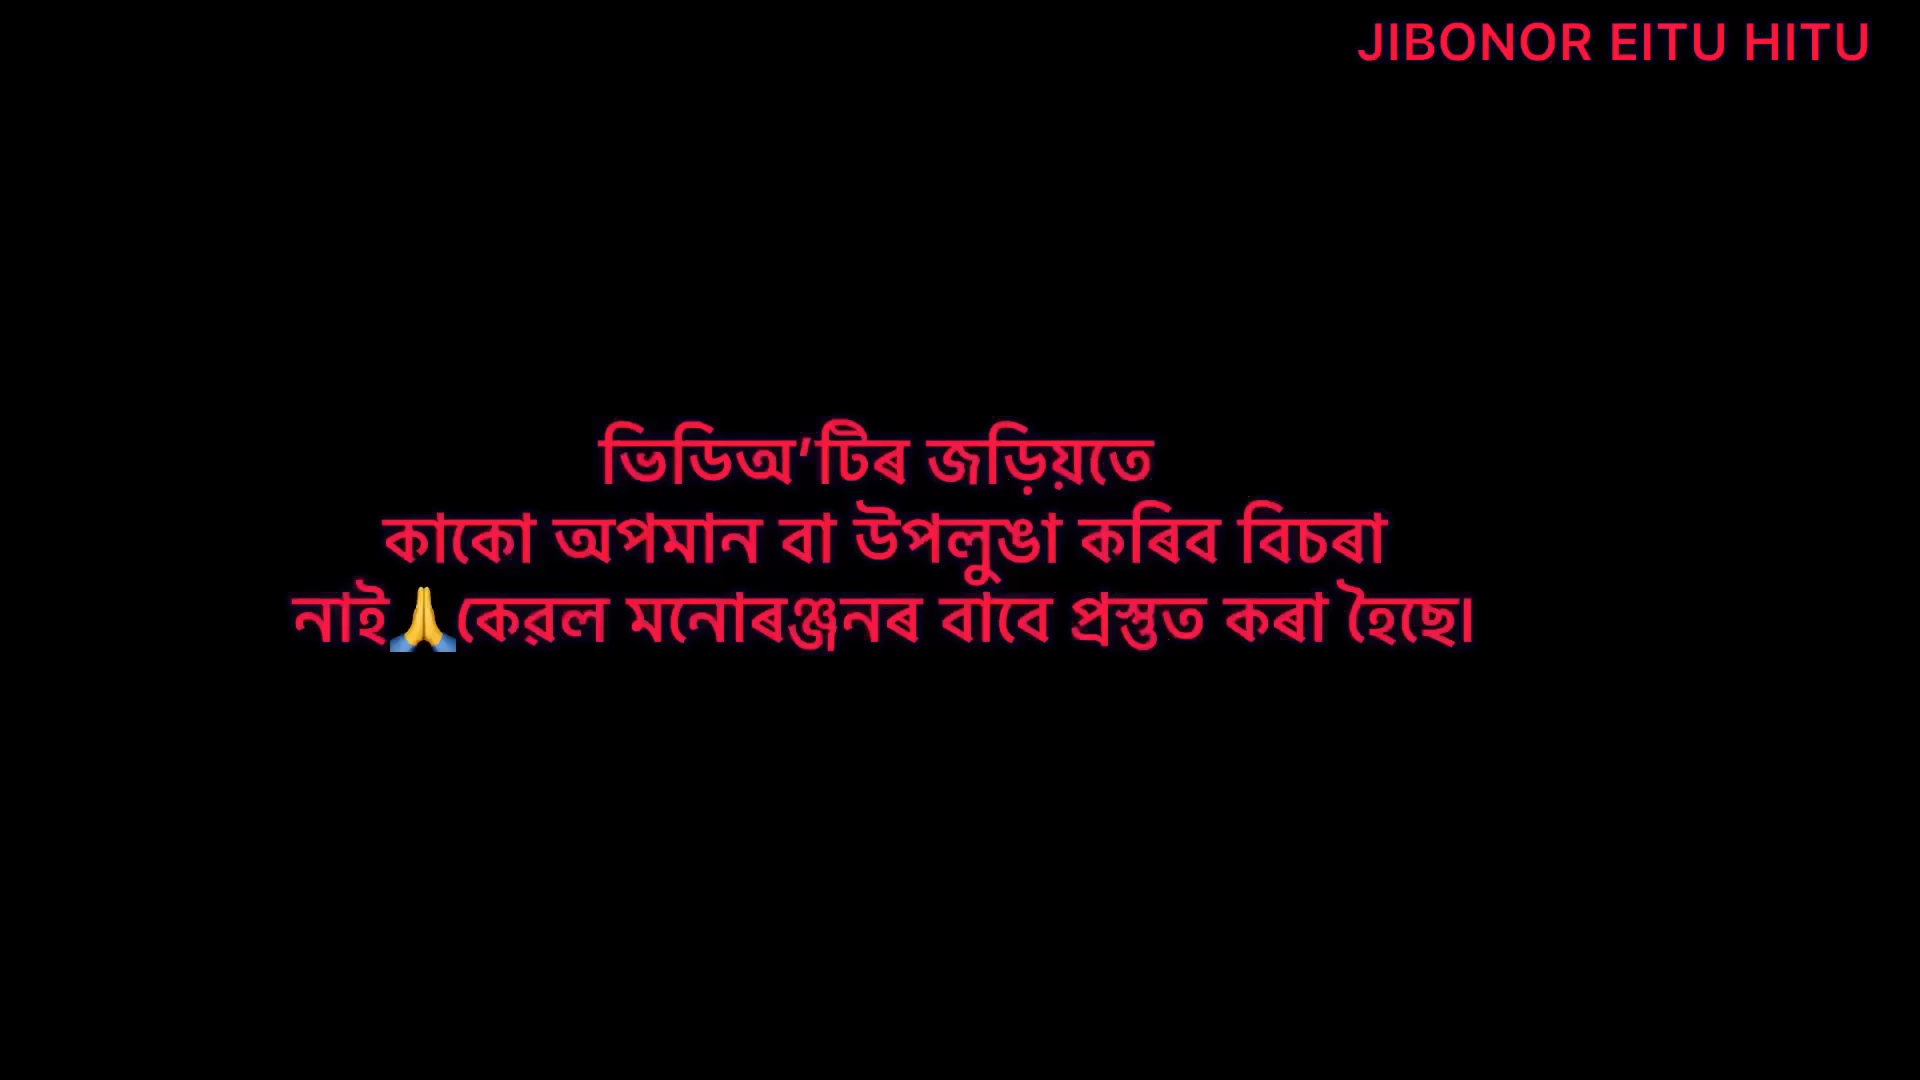 JIBONOR EITU HITU
ভিডিঅ’টিৰ জড়িয়তে
কাকো অপমান বা উপলুঙা কৰিব বিচৰা
নাই🙏কেৱল মনোৰঞ্জনৰ বাবে প্ৰস্তুত কৰা হৈছে।